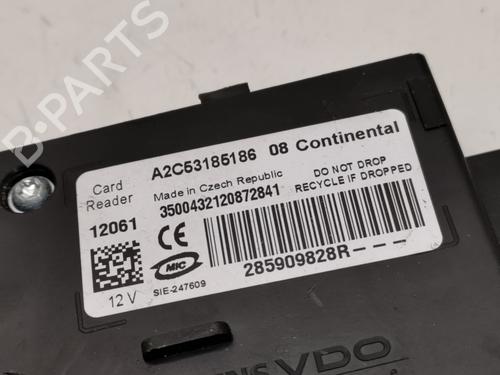 B-PARTS
A2C53185186 08 Continental
Card Reader
Made in Czech Republic
DO NOT DROP
RECYCLE IF DROPPED
12061
3500432120872841
CE
MIC
285909828R---
12 V
SIE-247609
VDO